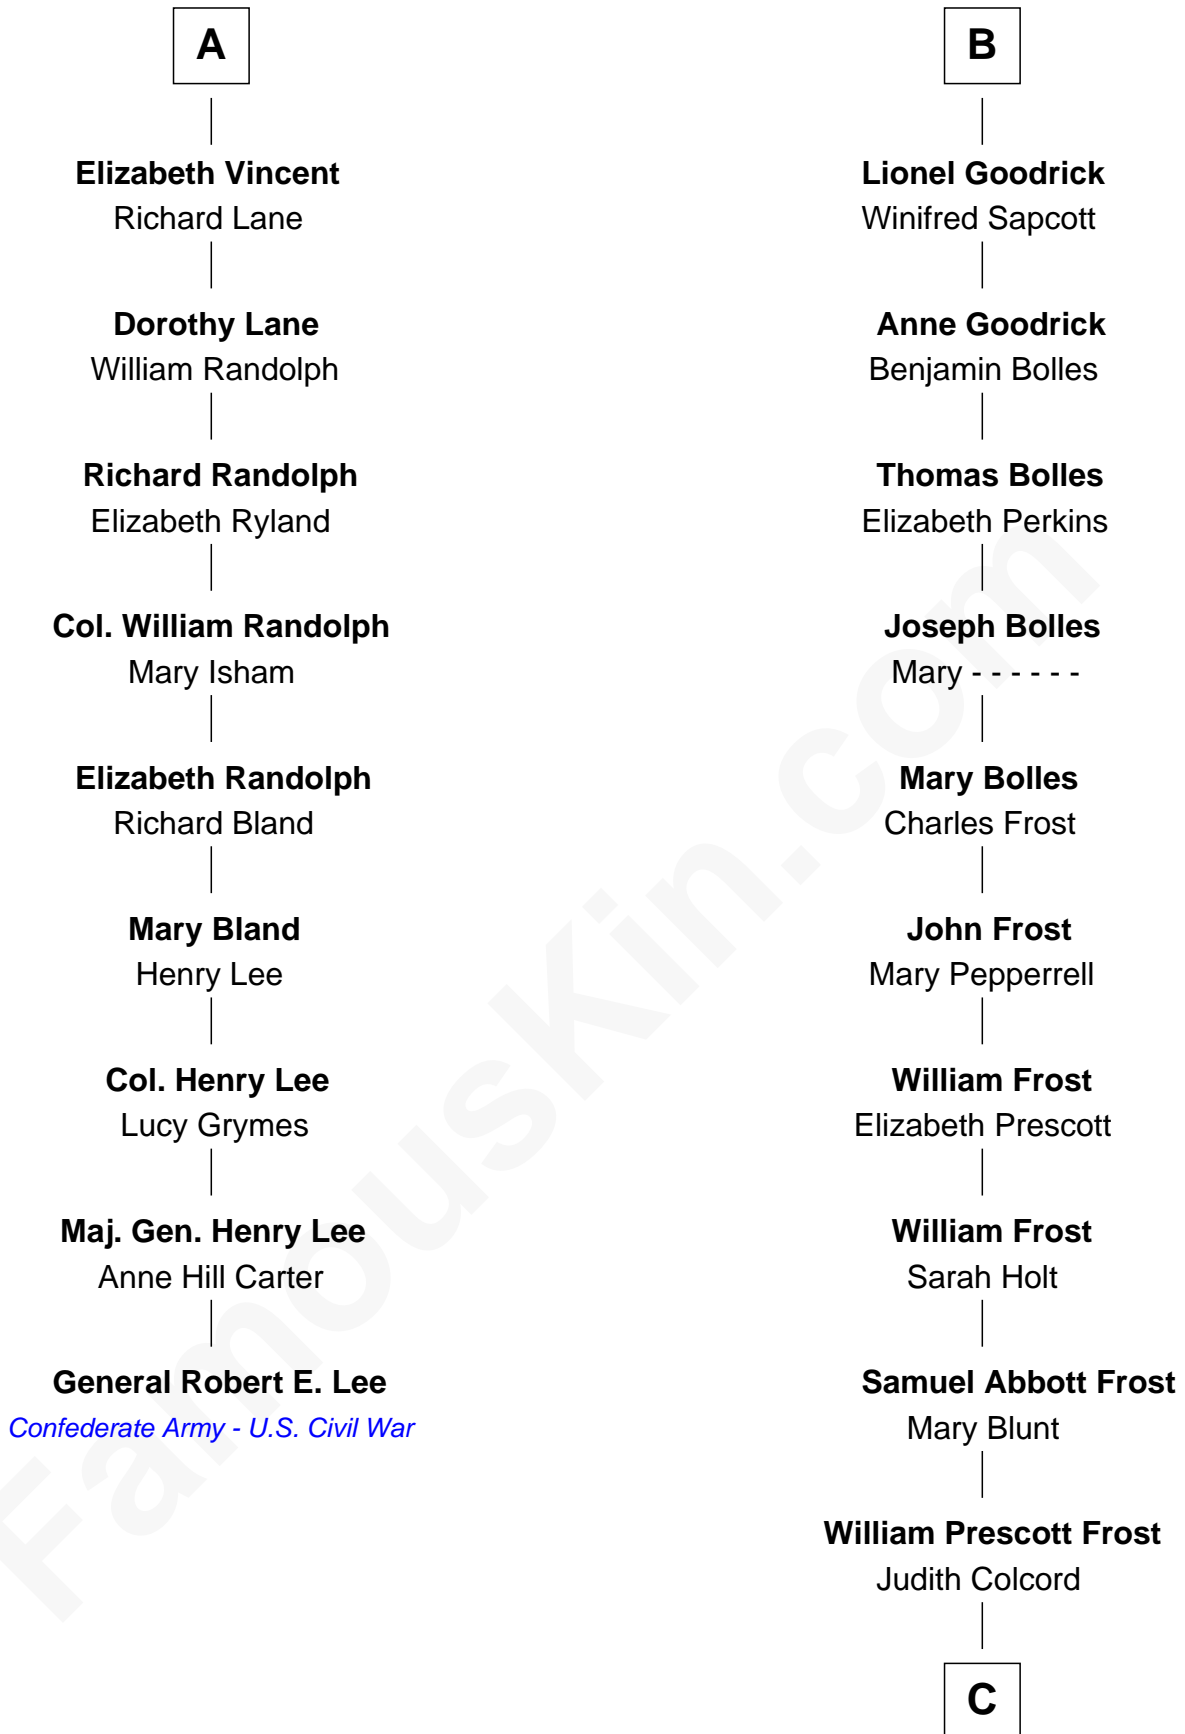 A
Elizabeth Vincent
Richard Lane
Dorothy Lane
William Randolph
Richard Randolph
Elizabeth Ryland
Col. William Randolph
Mary Isham
Elizabeth Randolph
Richard Bland
Mary Bland
Henry Lee
Col. Henry Lee
Lucy Grymes
Maj. Gen. Henry Lee
Anne Hill Carter
General Robert E. Lee
Confederate Army - U.S. Civil War
B
Lionel Goodrick
Winifred Sapcott
Anne Goodrick
Benjamin Bolles
Thomas Bolles
Elizabeth Perkins
Joseph Bolles
Mary - - - - - -
Mary Bolles
Charles Frost
John Frost
Mary Pepperrell
William Frost
Elizabeth Prescott
William Frost
Sarah Holt
Samuel Abbott Frost
Mary Blunt
William Prescott Frost
Judith Colcord
C
FamousKin.com